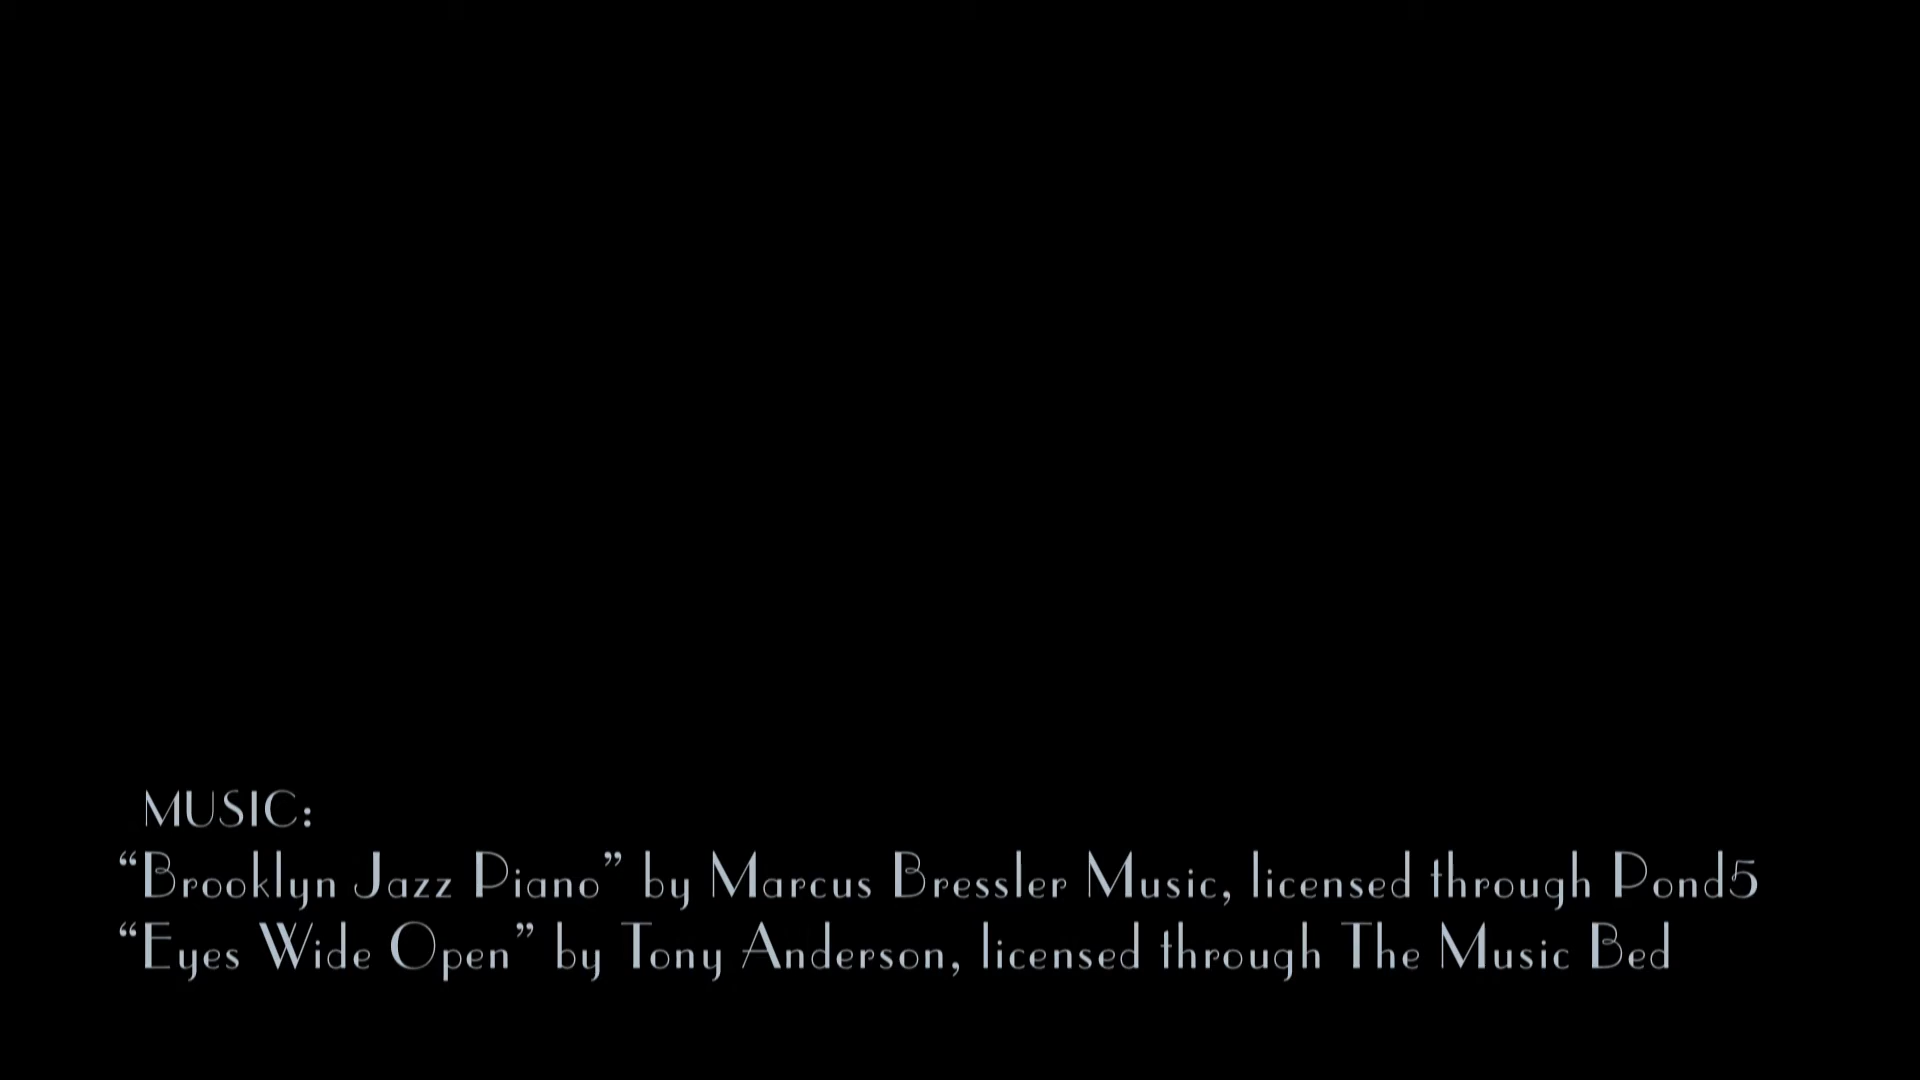 MUSIC:
“Brooklyn Jazz Piano” by Marcus Bressler Music, licensed through Pond5
“Eyes Wide Open” by Tony Anderson, licensed through The Music Bed